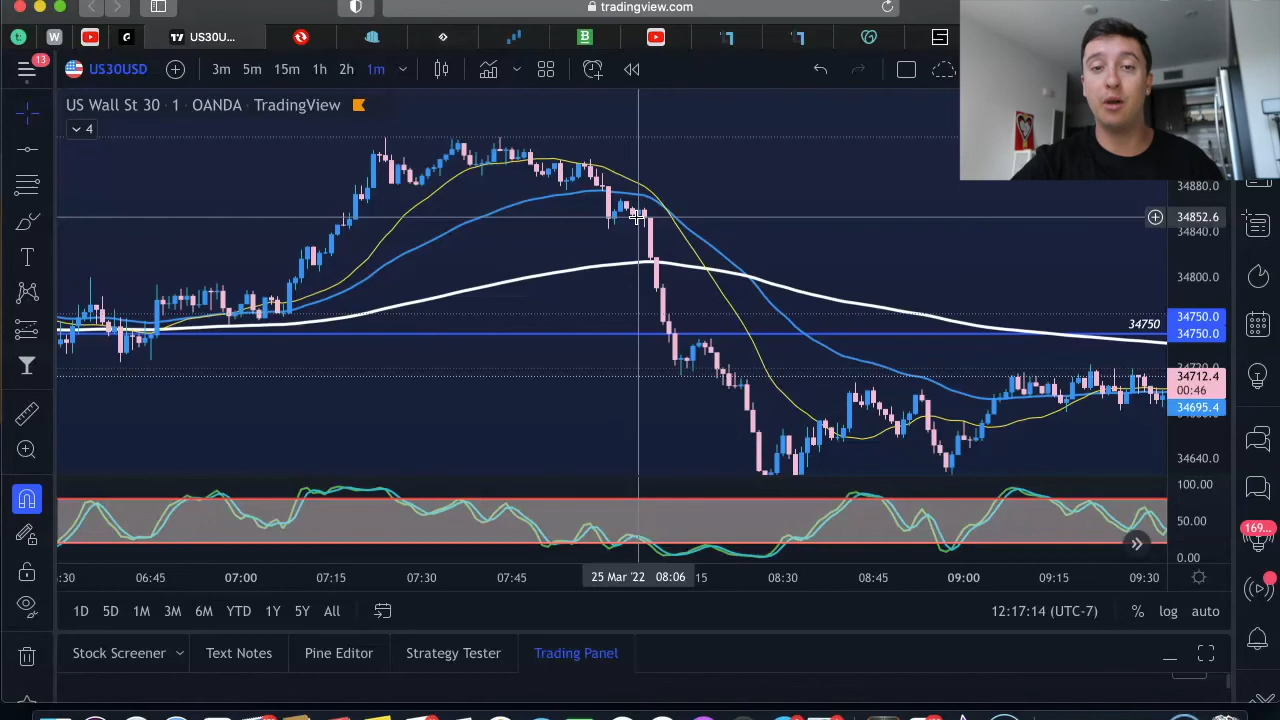 tradingview.com
US30U...
13
US30USD
3m 5m 15m 1h 2h 1m
US Wall St 30 · 1 · OANDA · TradingView
4
34880.0
34852.6
34840.0
34800.0
34750
34750.0
34750.0
34712.4
00:46
34695.4
34640.0
100.00
50.00
0.00
169...
:30 06:45 07:00 07:15 07:30 07:45 25 Mar '22 08:06 15 08:30 08:45 09:00 09:15 09:30
1D 5D 1M 3M 6M YTD 1Y 5Y All 12:17:14 (UTC-7) % log auto
Stock Screener Text Notes Pine Editor Strategy Tester Trading Panel